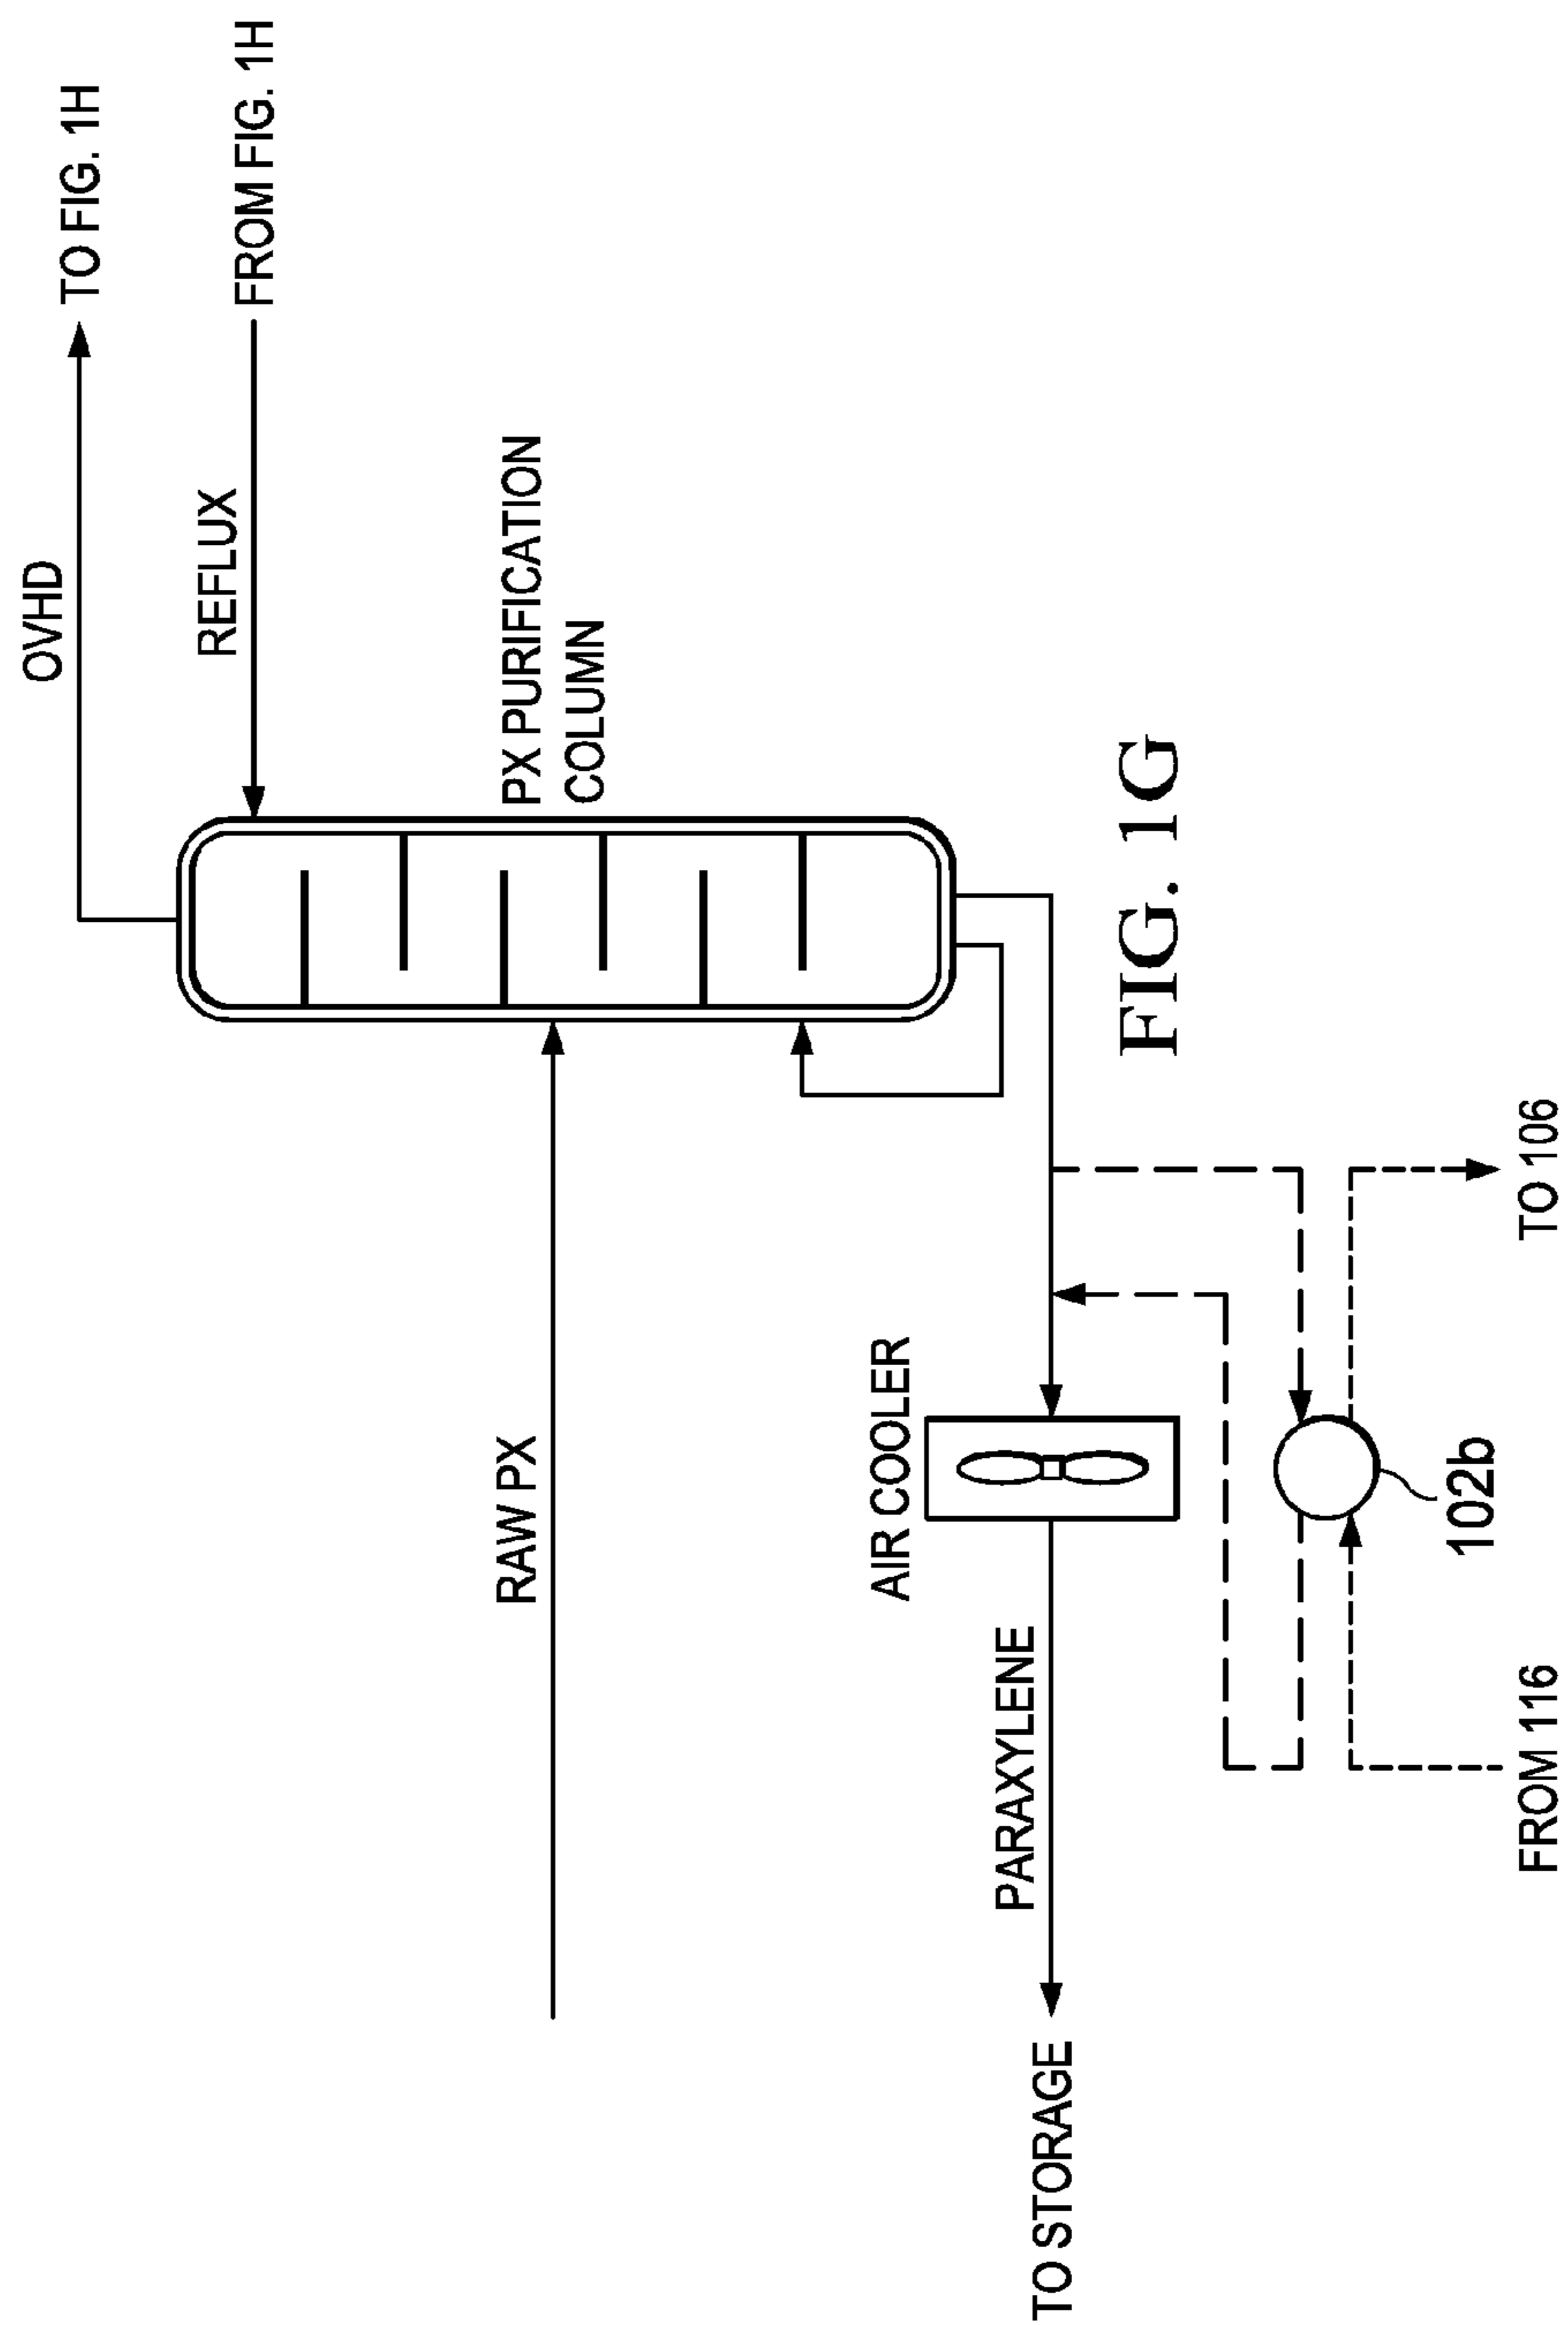 OVHD
TO FIG. 1H
REFLUX
FROM FIG. 1H
RAW PX
PX PURIFICATION
COLUMN
AIR COOLER
PARAXYLENE
TO STORAGE
102b
FROM 116
TO 106
FIG. 1G